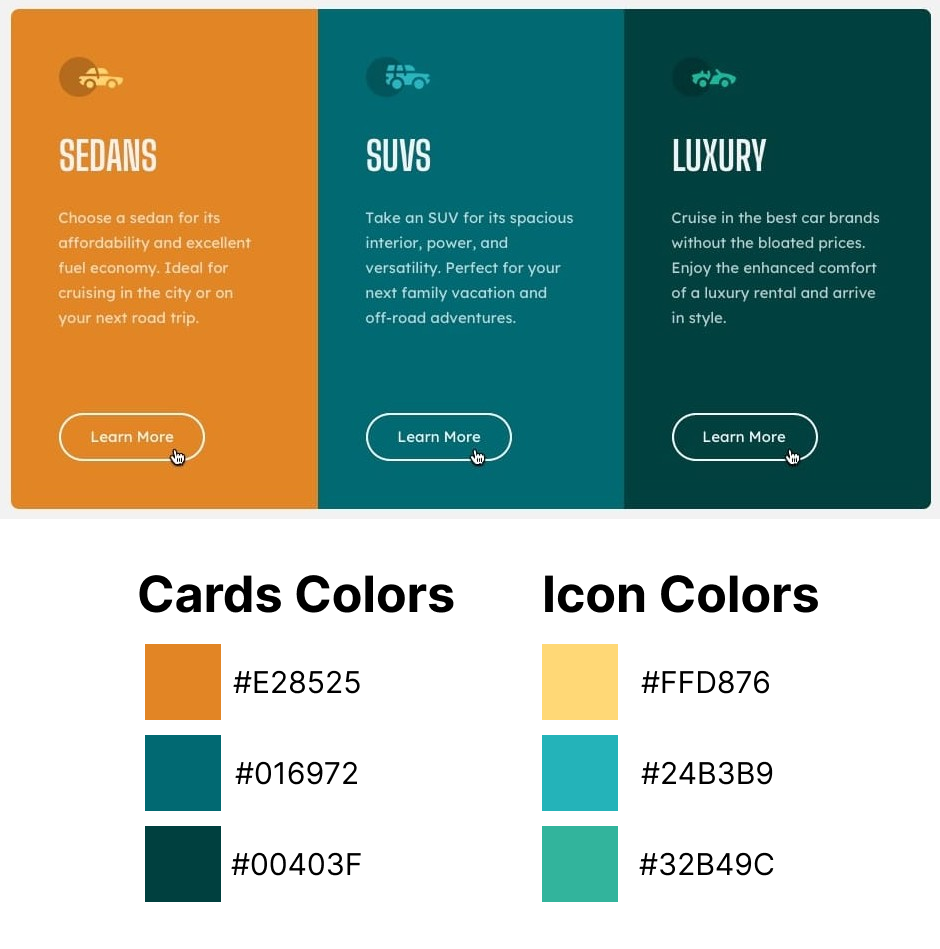 SEDANS
Choose a sedan for its
affordability and excellent
fuel economy. Ideal for
cruising in the city or on
your next road trip.
Learn More
SUVS
Take an SUV for its spacious
interior, power, and
versatility. Perfect for your
next family vacation and
off-road adventures.
Learn More
LUXURY
Cruise in the best car brands
without the bloated prices.
Enjoy the enhanced comfort
of a luxury rental and arrive
in style.
Learn More
Cards Colors
#E28525
#016972
#00403F
Icon Colors
#FFD876
#24B3B9
#32B49C